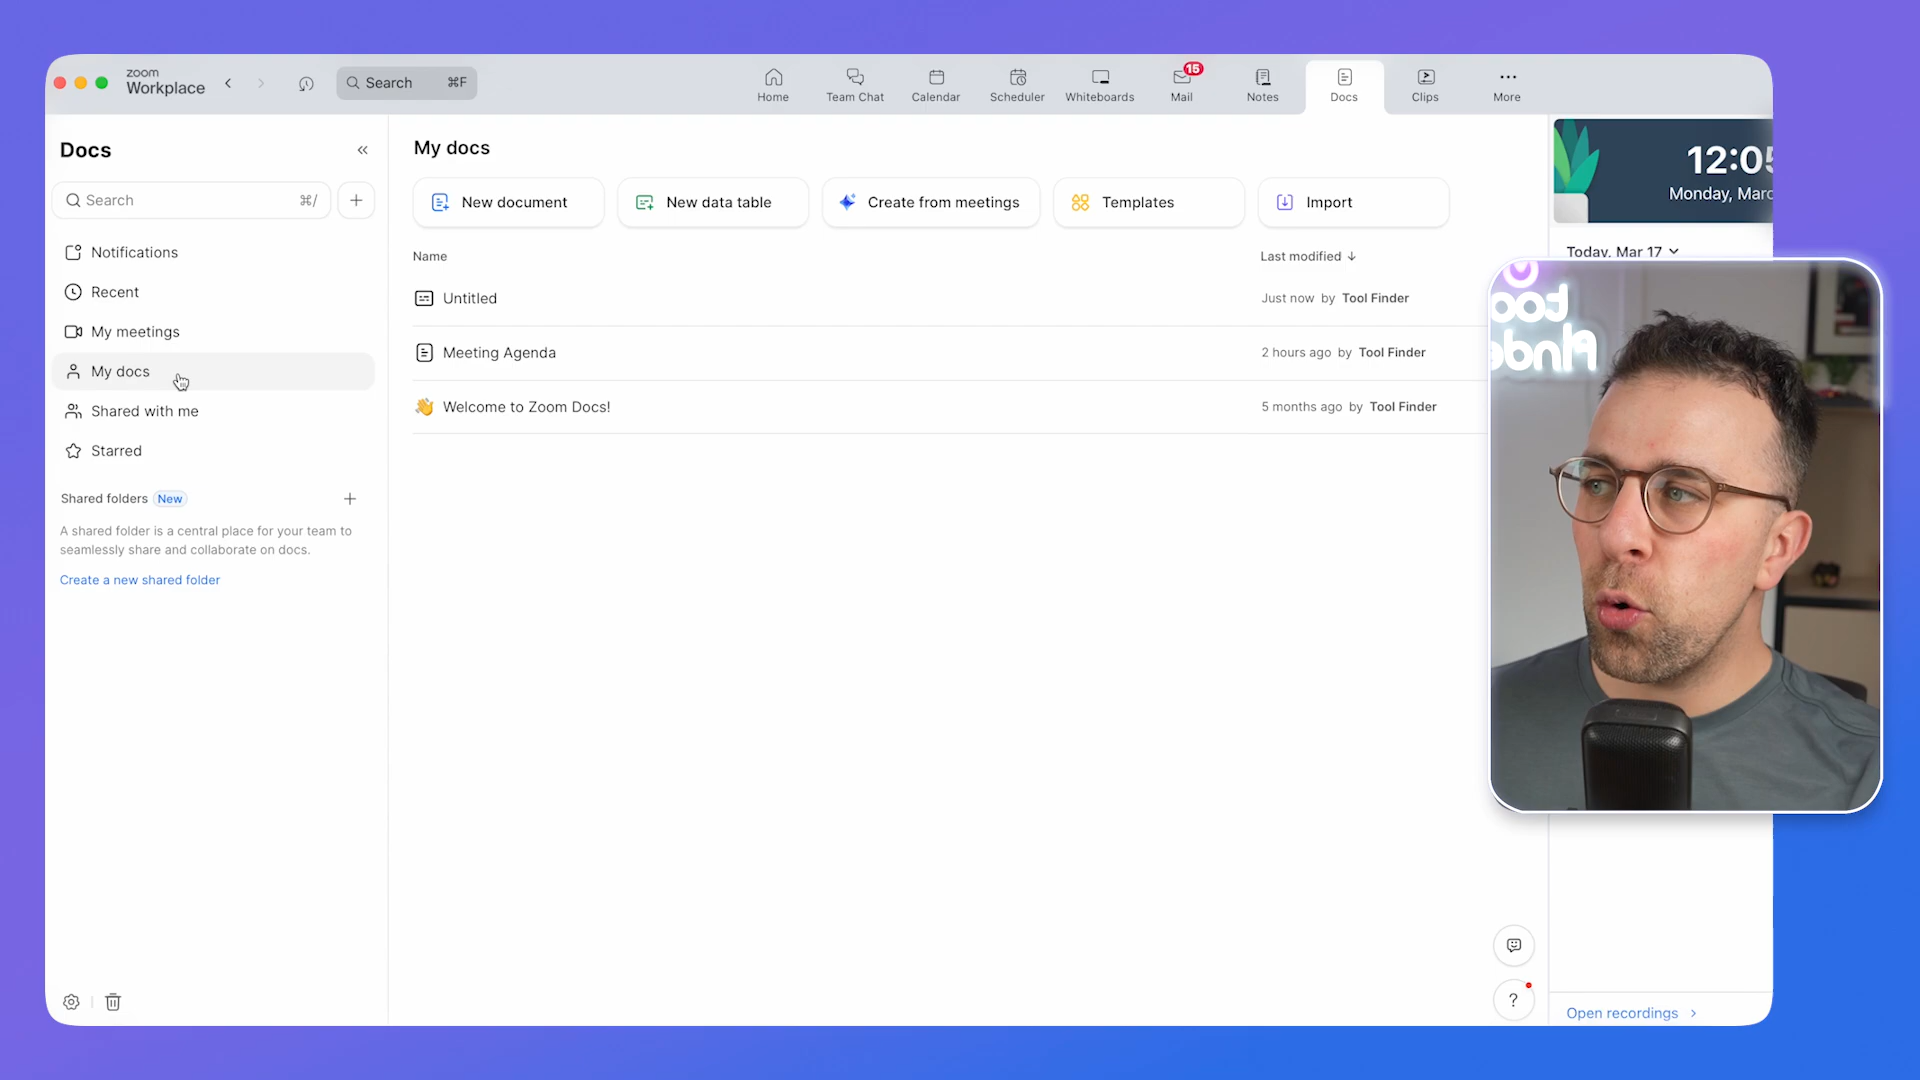 zoom
Workplace
Search ⌘F
Home
Team Chat
Calendar
Scheduler
Whiteboards
15
Mail
Notes
Docs
Clips
More
Docs
Search ⌘/
Notifications
Recent
My meetings
My docs
Shared with me
Starred
Shared folders New
A shared folder is a central place for your team to
seamlessly share and collaborate on docs.
Create a new shared folder
My docs
New document
New data table
Create from meetings
Templates
Import
Name
Last modified ↓
Untitled
Just now by Tool Finder
Meeting Agenda
2 hours ago by Tool Finder
Welcome to Zoom Docs!
5 months ago by Tool Finder
?
12:05
Monday, Marc
Today, Mar 17
Open recordings